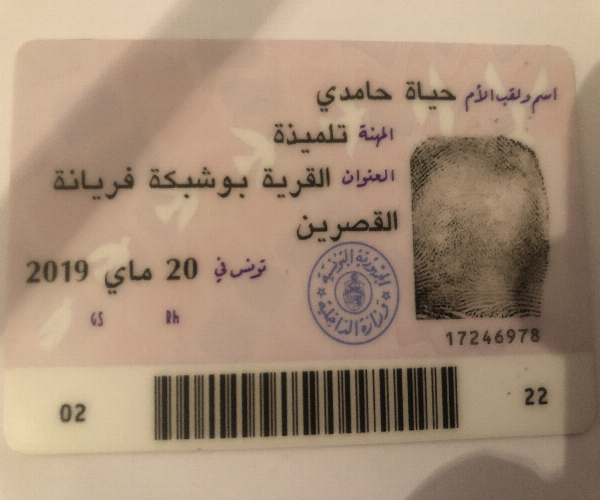 اسم ولقب الأم حياة حامدي
المهنة تلميذة
العنوان القرية بوشبكة فريانة
القصرين
تونس في 20 ماي 2019
GS Rh
الجمهورية التونسية
وزارة الداخلية
17246978
02 22